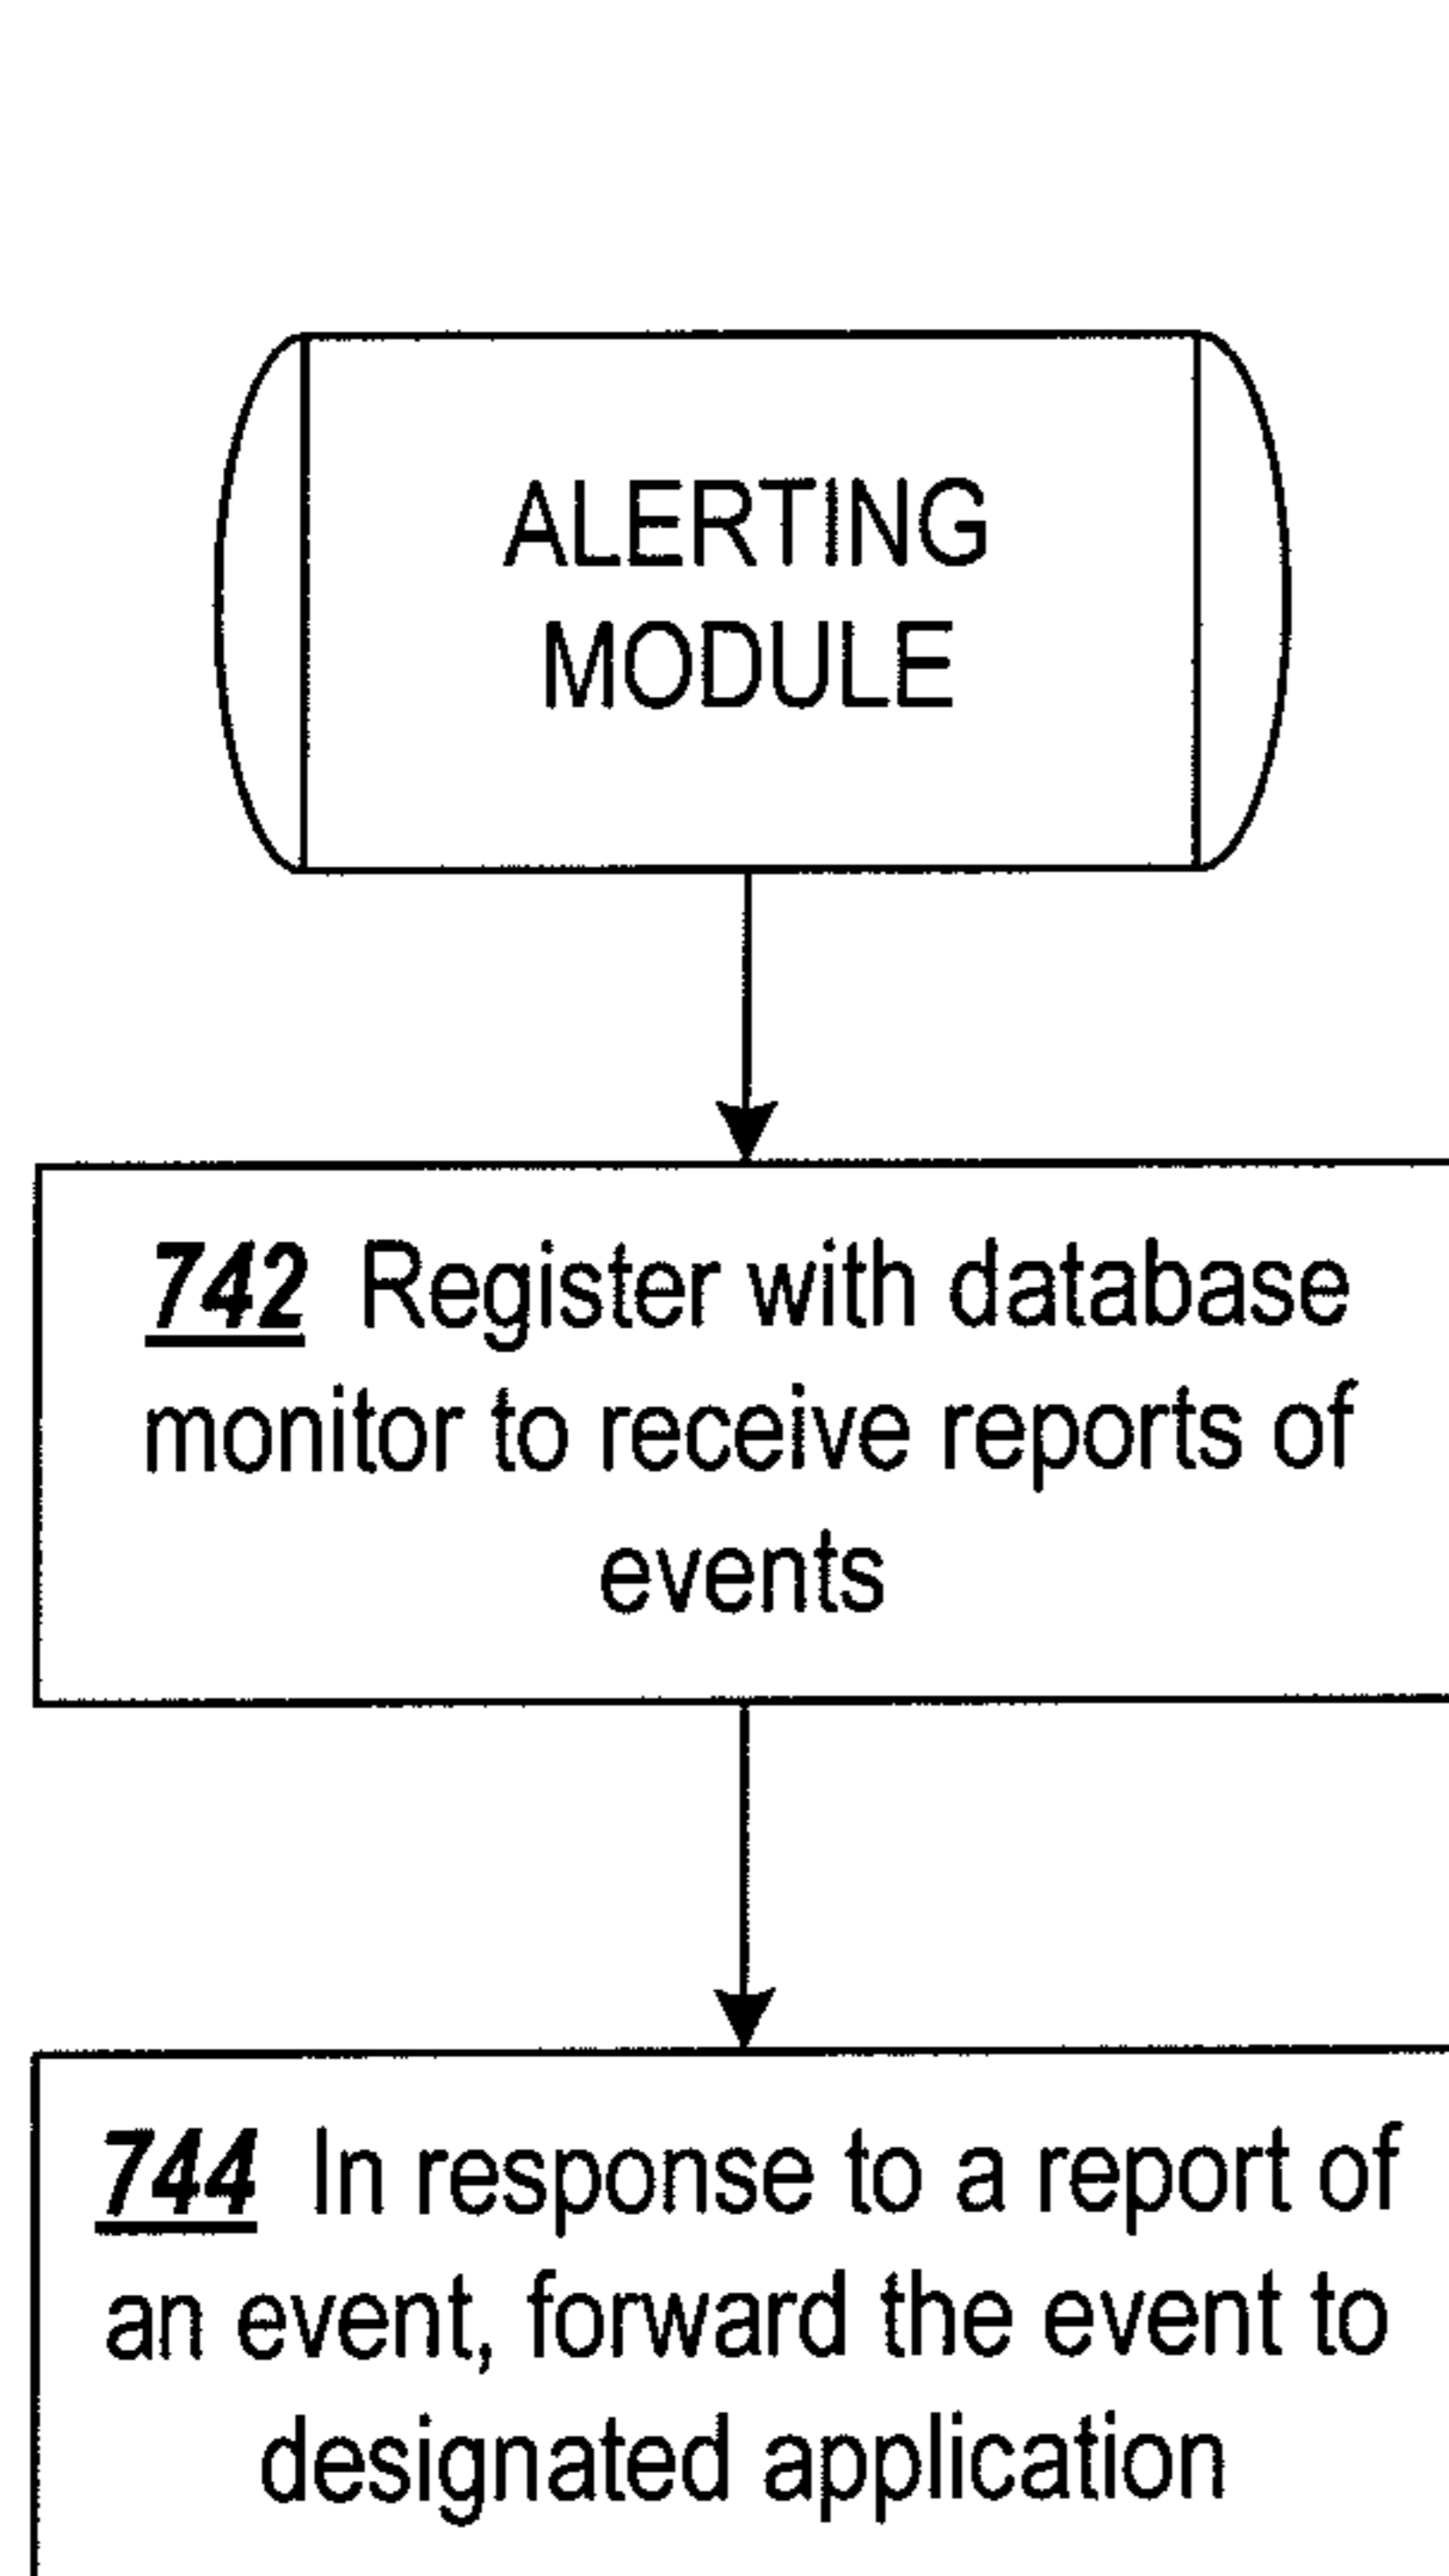 ALERTING
MODULE
742 Register with database
monitor to receive reports of
events
744 In response to a report of
an event, forward the event to
designated application